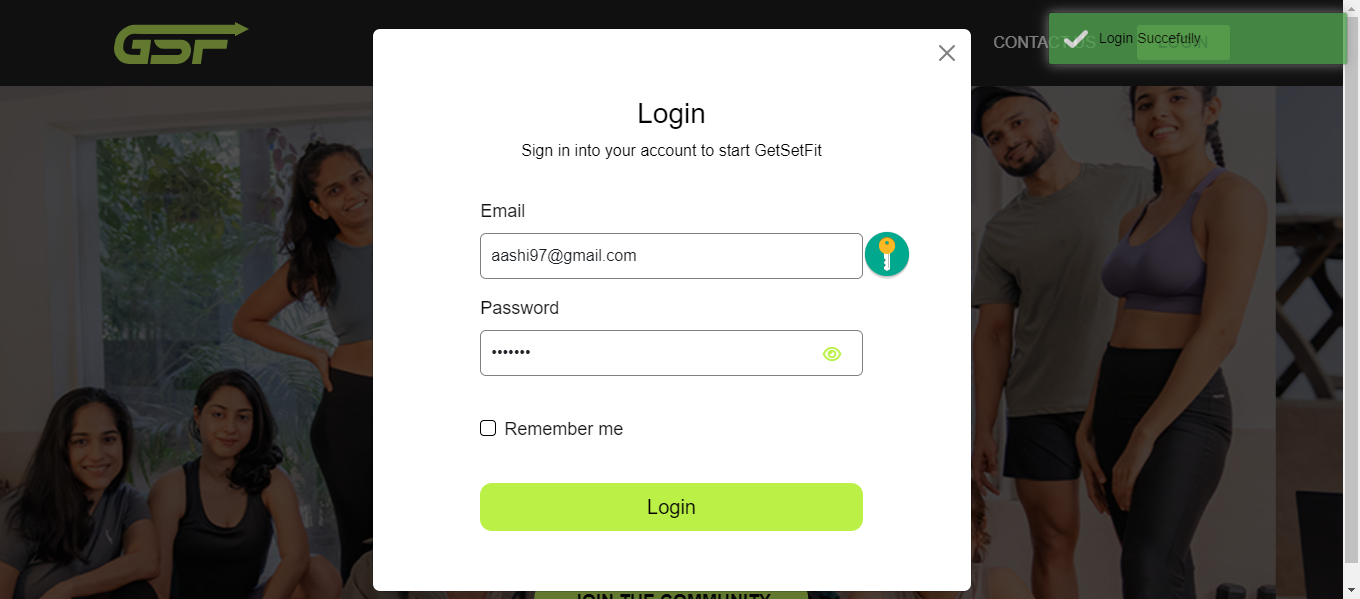 GSF
CONTACT US
LOGIN
Login Succefully
Login
Sign in into your account to start GetSetFit
Email
aashi97@gmail.com
Password
•••••••
Remember me
Login
JOIN THE COMMUNITY